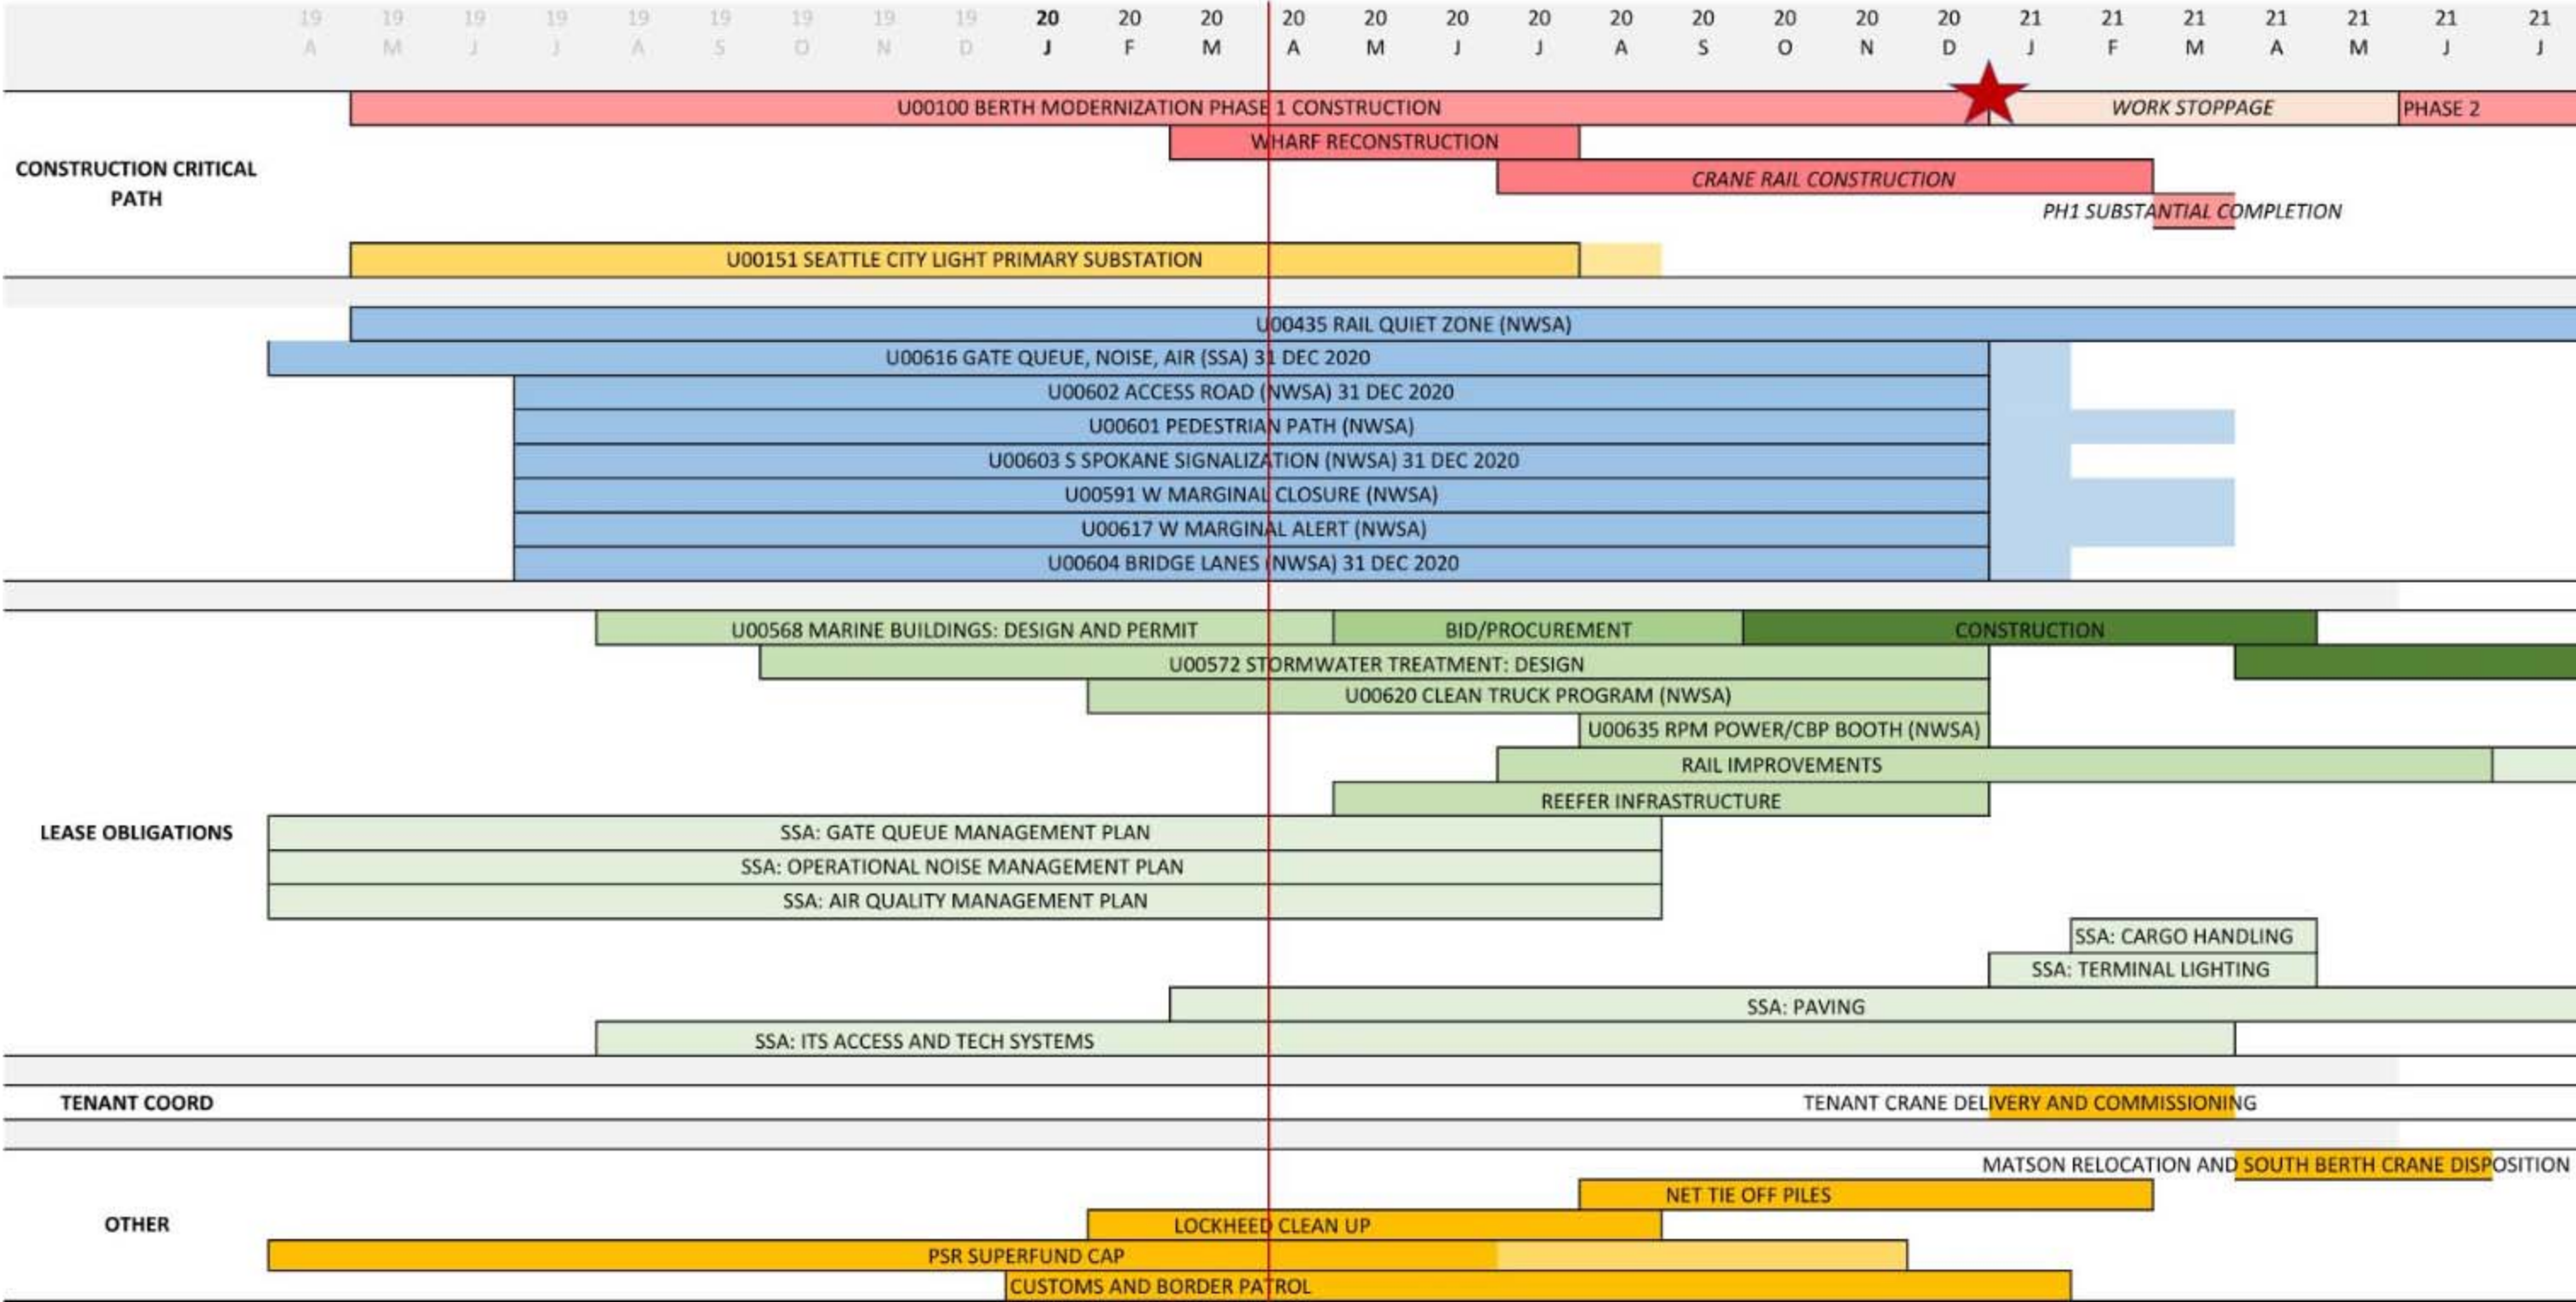 19 19 19 19 19 19 19 19 19 20 20 20 20 20 20 20 20 20 20 20 20 21 21 21 21 21 21 21
A M J J A S O N D J F M A M J J A S O N D J F M A M J J
U00100 BERTH MODERNIZATION PHASE 1 CONSTRUCTION WORK STOPPAGE PHASE 2
WHARF RECONSTRUCTION
CONSTRUCTION CRITICAL
PATH
CRANE RAIL CONSTRUCTION
PH1 SUBSTANTIAL COMPLETION
U00151 SEATTLE CITY LIGHT PRIMARY SUBSTATION
U00435 RAIL QUIET ZONE (NWSA)
U00616 GATE QUEUE, NOISE, AIR (SSA) 31 DEC 2020
U00602 ACCESS ROAD (NWSA) 31 DEC 2020
U00601 PEDESTRIAN PATH (NWSA)
U00603 S SPOKANE SIGNALIZATION (NWSA) 31 DEC 2020
U00591 W MARGINAL CLOSURE (NWSA)
U00617 W MARGINAL ALERT (NWSA)
U00604 BRIDGE LANES (NWSA) 31 DEC 2020
U00568 MARINE BUILDINGS: DESIGN AND PERMIT BID/PROCUREMENT CONSTRUCTION
U00572 STORMWATER TREATMENT: DESIGN
U00620 CLEAN TRUCK PROGRAM (NWSA)
U00635 RPM POWER/CBP BOOTH (NWSA)
RAIL IMPROVEMENTS
REEFER INFRASTRUCTURE
LEASE OBLIGATIONS SSA: GATE QUEUE MANAGEMENT PLAN
SSA: OPERATIONAL NOISE MANAGEMENT PLAN
SSA: AIR QUALITY MANAGEMENT PLAN
SSA: CARGO HANDLING
SSA: TERMINAL LIGHTING
SSA: PAVING
SSA: ITS ACCESS AND TECH SYSTEMS
TENANT COORD TENANT CRANE DELIVERY AND COMMISSIONING
MATSON RELOCATION AND SOUTH BERTH CRANE DISPOSITION
NET TIE OFF PILES
OTHER LOCKHEED CLEAN UP
PSR SUPERFUND CAP
CUSTOMS AND BORDER PATROL